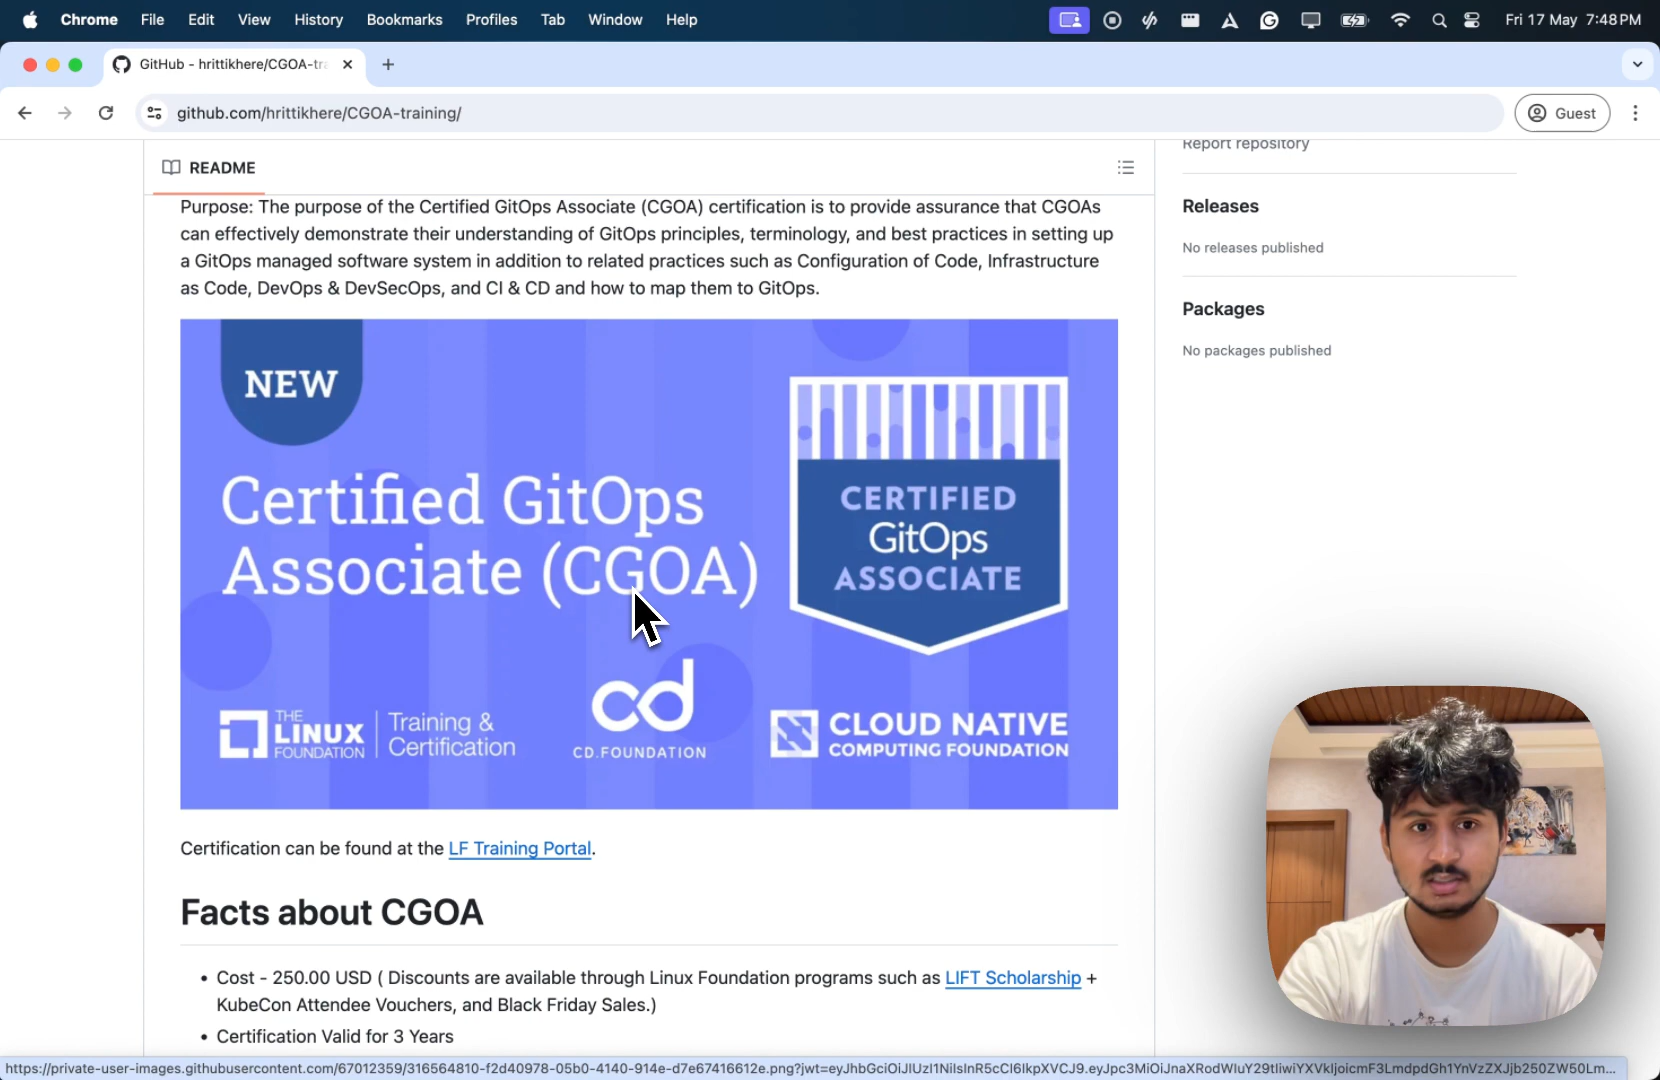 Chrome File Edit View History Bookmarks Profiles Tab Window Help Fri 17 May 7:48 PM
GitHub - hrittikhere/CGOA-tra
github.com/hrittikhere/CGOA-training/
Guest
README
Purpose: The purpose of the Certified GitOps Associate (CGOA) certification is to provide assurance that CGOAs
can effectively demonstrate their understanding of GitOps principles, terminology, and best practices in setting up
a GitOps managed software system in addition to related practices such as Configuration of Code, Infrastructure
as Code, DevOps & DevSecOps, and CI & CD and how to map them to GitOps.
NEW
Certified GitOps
Associate (CGOA)
CERTIFIED
GitOps
ASSOCIATE
THE
LINUX
FOUNDATION
Training &
Certification
cd
CD.FOUNDATION
CLOUD NATIVE
COMPUTING FOUNDATION
Certification can be found at the LF Training Portal.
Facts about CGOA
• Cost - 250.00 USD ( Discounts are available through Linux Foundation programs such as LIFT Scholarship +
KubeCon Attendee Vouchers, and Black Friday Sales.)
• Certification Valid for 3 Years
Report repository
Releases
No releases published
Packages
No packages published